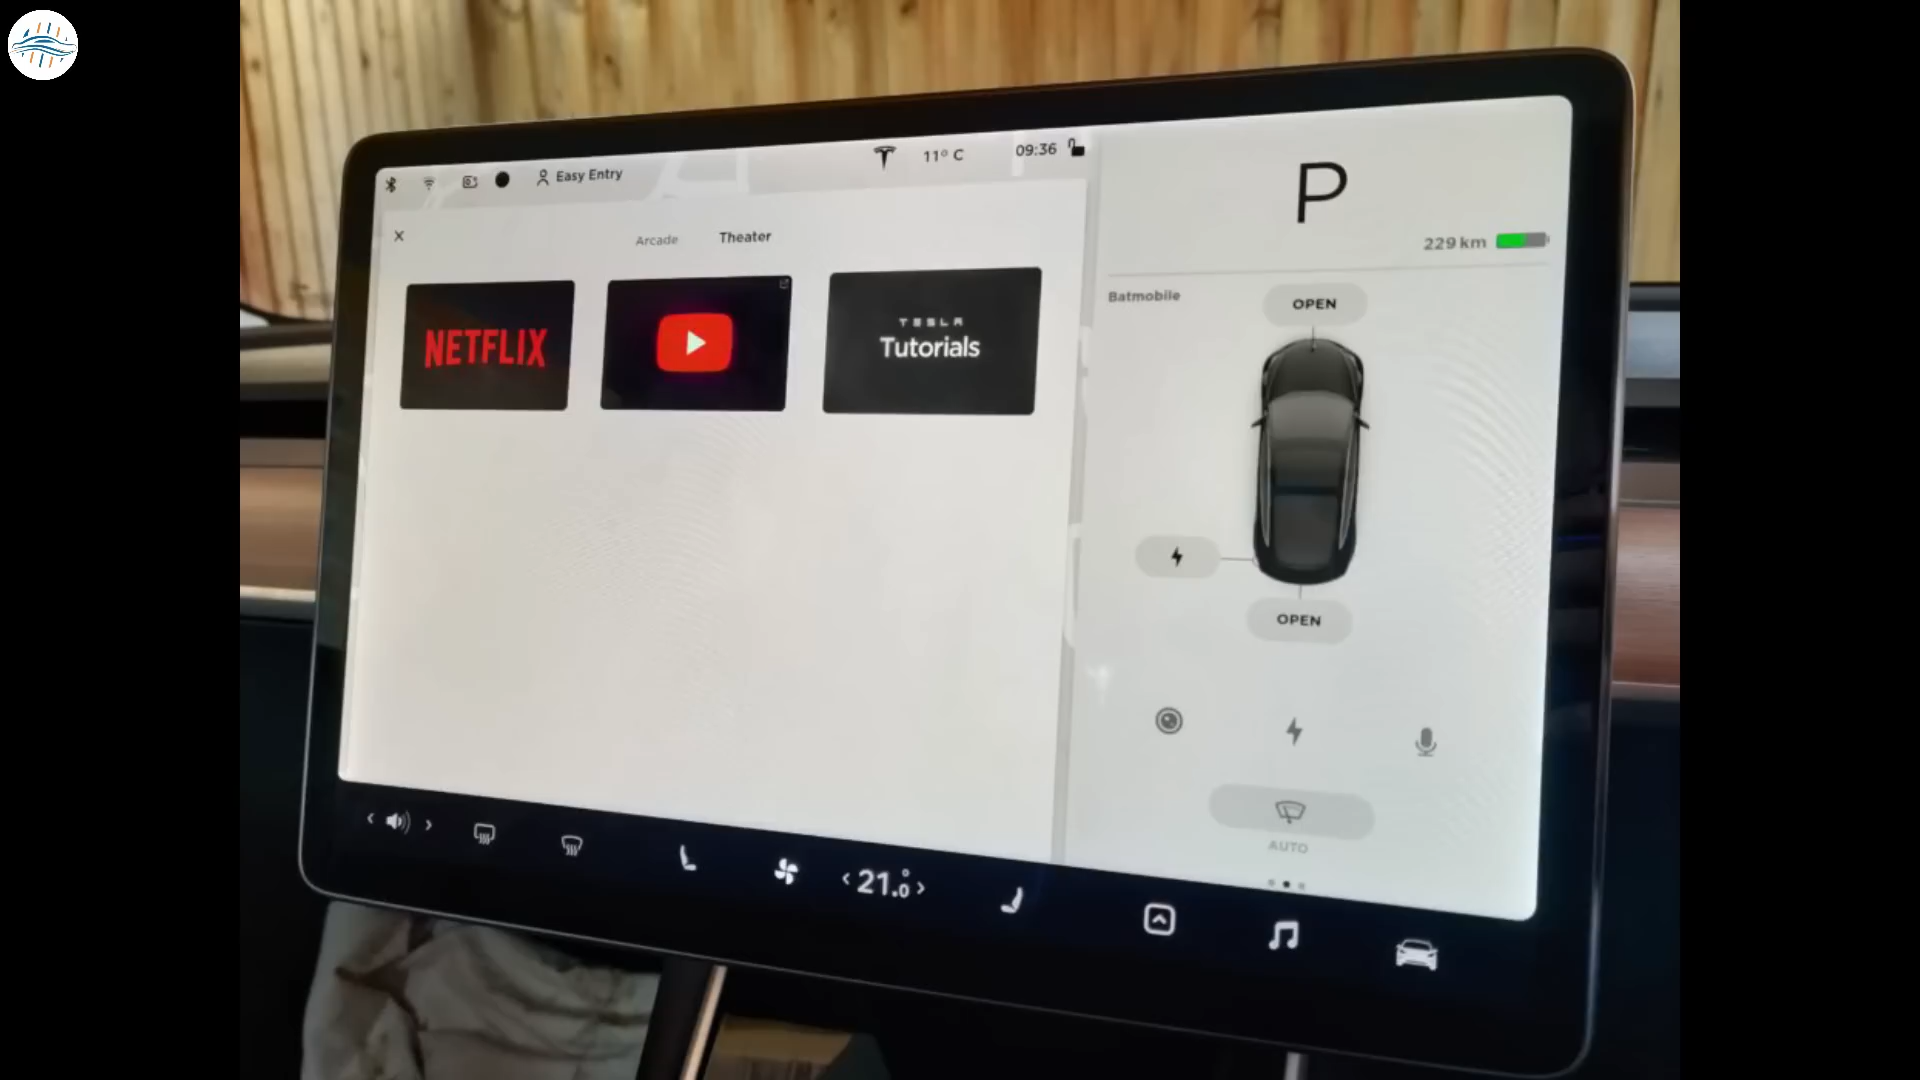 Easy Entry
11° C
09:36
P
229 km
Arcade
Theater
NETFLIX
TESLA
Tutorials
Batmobile
OPEN
OPEN
AUTO
21.0°